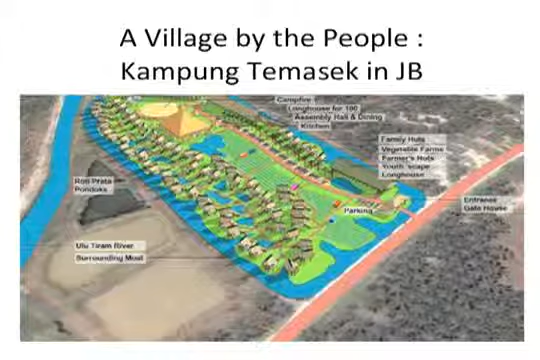 A Village by the People :
Kampung Temasek in JB
Campfire
Longhouse for 100
Assembly Hall & Dining
Kitchen
Family Huts
Vegetable Farms
Farmer's Huts
Youth'scape
Longhouse
Roti Prata
Pondoks
Entrance
Gate House
Parking
Ulu Tiram River
Surrounding Moat